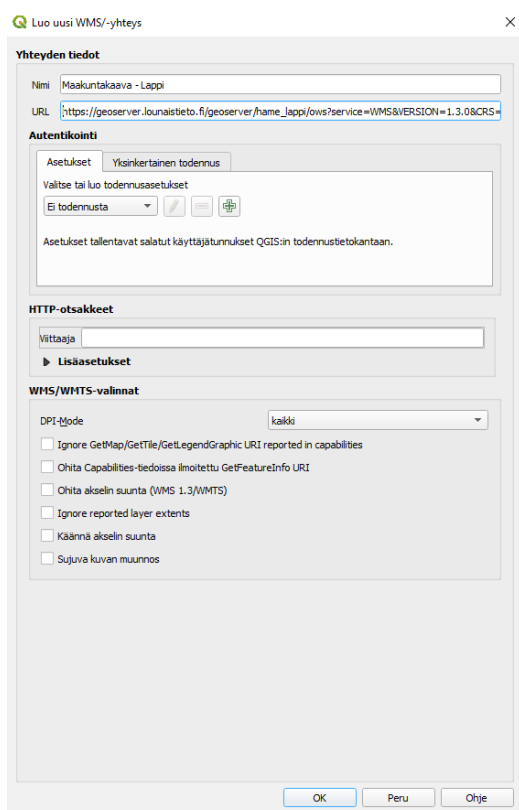 Luo uusi WMS/-yhteys
Yhteyden tiedot
Nimi Maakuntakaava - Lappi
URL https://geoserver.lounaistieto.fi/geoserver/hame_lappi/ows?service=WMS&VERSION=1.3.0&CRS=
Autentikointi
Asetukset Yksinkertainen todennus
Valitse tai luo todennusasetukset
Ei todennusta
Asetukset tallentavat salatut käyttäjätunnukset QGIS:in todennustietokantaan.
HTTP-otsakkeet
Viittaaja
Lisäasetukset
WMS/WMTS-valinnat
DPI-Mode kaikki
Ignore GetMap/GetTile/GetLegendGraphic URI reported in capabilities
Ohita Capabilities-tiedoissa ilmoitettu GetFeatureInfo URI
Ohita akselin suunta (WMS 1.3/WMTS)
Ignore reported layer extents
Käännä akselin suunta
Sujuva kuvan muunnos
OK Peru Ohje